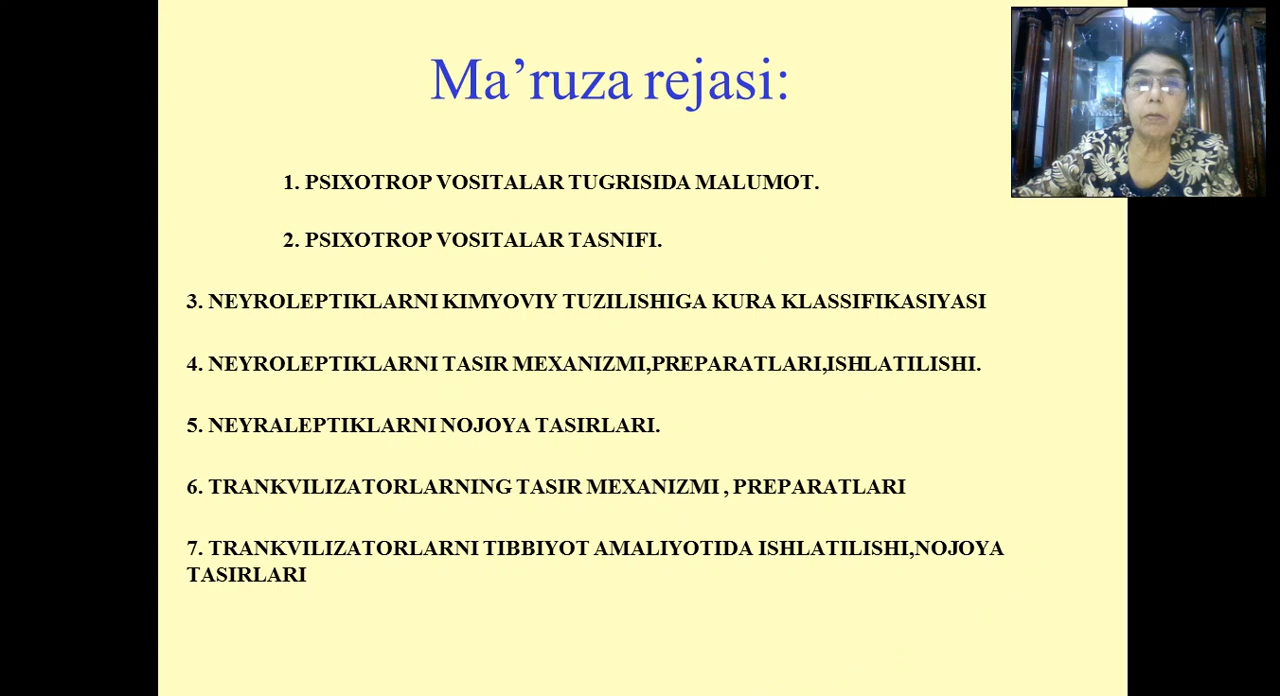 Ma’ruza rejasi:
1. PSIXOTROP VOSITALAR TUGRISIDA MALUMOT.
2. PSIXOTROP VOSITALAR TASNIFI.
3. NEYROLEPTIKLARNI KIMYOVIY TUZILISHIGA KURA KLASSIFIKASIYASI
4. NEYROLEPTIKLARNI TASIR MEXANIZMI,PREPARATLARI,ISHLATILISHI.
5. NEYRALEPTIKLARNI NOJOYA TASIRLARI.
6. TRANKVILIZATORLARNING TASIR MEXANIZMI , PREPARATLARI
7. TRANKVILIZATORLARNI TIBBIYOT AMALIYOTIDA ISHLATILISHI,NOJOYA
TASIRLARI